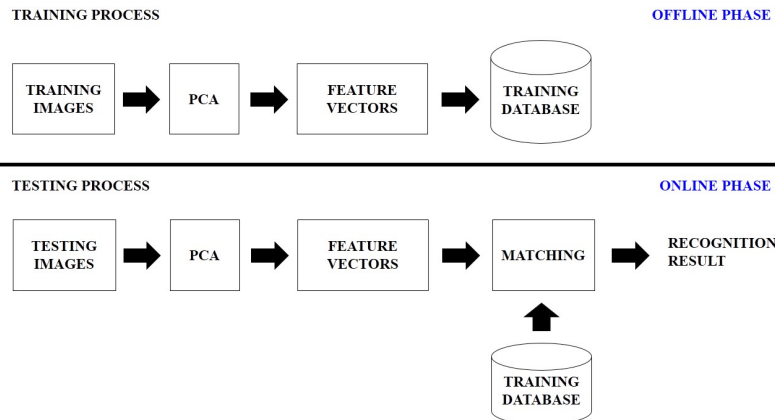 TRAINING PROCESS
OFFLINE PHASE
TRAINING
IMAGES
PCA
FEATURE
VECTORS
TRAINING
DATABASE
TESTING PROCESS
ONLINE PHASE
TESTING
IMAGES
PCA
FEATURE
VECTORS
MATCHING
RECOGNITION
RESULT
TRAINING
DATABASE